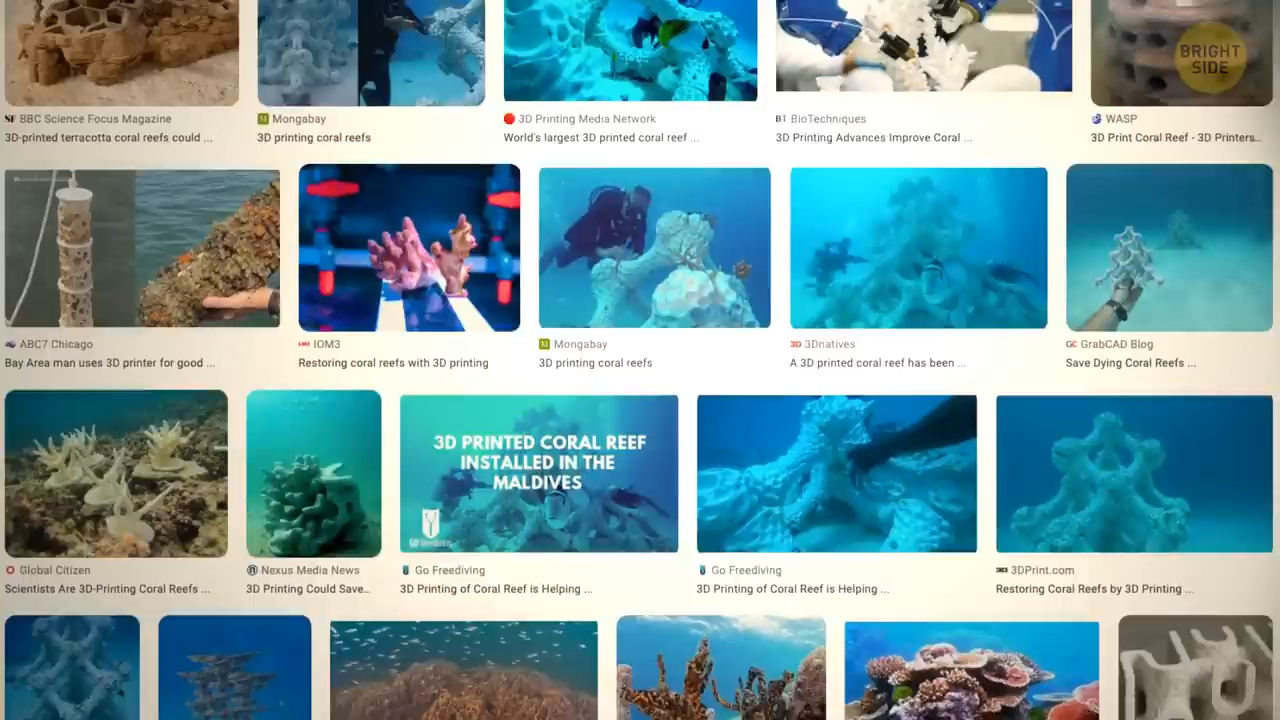 BRIGHT
SIDE
SF BBC Science Focus Magazine
3D-printed terracotta coral reefs could ...
Mongabay
3D printing coral reefs
3D Printing Media Network
World's largest 3D printed coral reef ...
BT BioTechniques
3D Printing Advances Improve Coral ...
WASP
3D Print Coral Reef - 3D Printers...
ABC7 Chicago
Bay Area man uses 3D printer for good ...
IOM3
Restoring coral reefs with 3D printing
Mongabay
3D printing coral reefs
3D 3Dnatives
A 3D printed coral reef has been ...
GC GrabCAD Blog
Save Dying Coral Reefs ...
3D PRINTED CORAL REEF
INSTALLED IN THE
MALDIVES
Global Citizen
Scientists Are 3D-Printing Coral Reefs ...
Nexus Media News
3D Printing Could Save...
Go Freediving
3D Printing of Coral Reef is Helping ...
Go Freediving
3D Printing of Coral Reef is Helping ...
3DPrint.com
Restoring Coral Reefs by 3D Printing ...